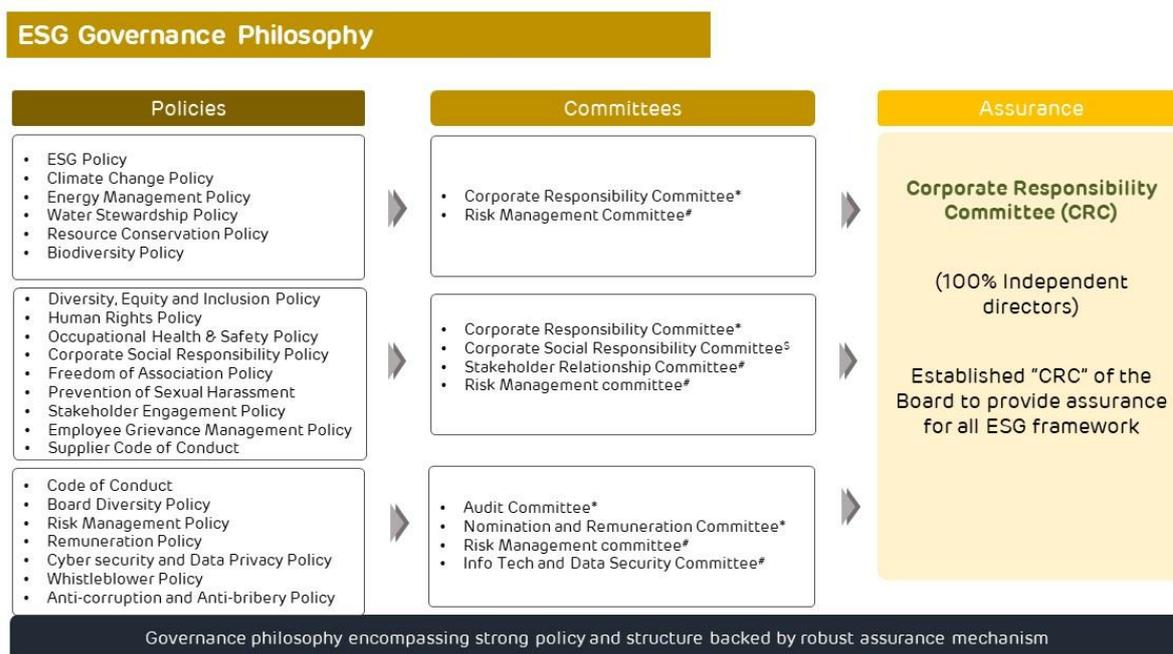 ESG Governance Philosophy
Policies
• ESG Policy
• Climate Change Policy
• Energy Management Policy
• Water Stewardship Policy
• Resource Conservation Policy
• Biodiversity Policy
• Diversity, Equity and Inclusion Policy
• Human Rights Policy
• Occupational Health & Safety Policy
• Corporate Social Responsibility Policy
• Freedom of Association Policy
• Prevention of Sexual Harassment
• Stakeholder Engagement Policy
• Employee Grievance Management Policy
• Supplier Code of Conduct
• Code of Conduct
• Board Diversity Policy
• Risk Management Policy
• Remuneration Policy
• Cyber security and Data Privacy Policy
• Whistleblower Policy
• Anti-corruption and Anti-bribery Policy
Committees
• Corporate Responsibility Committee*
• Risk Management Committee#
• Corporate Responsibility Committee*
• Corporate Social Responsibility Committee$
• Stakeholder Relationship Committee#
• Risk Management committee#
• Audit Committee*
• Nomination and Remuneration Committee*
• Risk Management committee#
• Info Tech and Data Security Committee#
Assurance
Corporate Responsibility
Committee (CRC)
(100% Independent
directors)
Established "CRC" of the
Board to provide assurance
for all ESG framework
Governance philosophy encompassing strong policy and structure backed by robust assurance mechanism